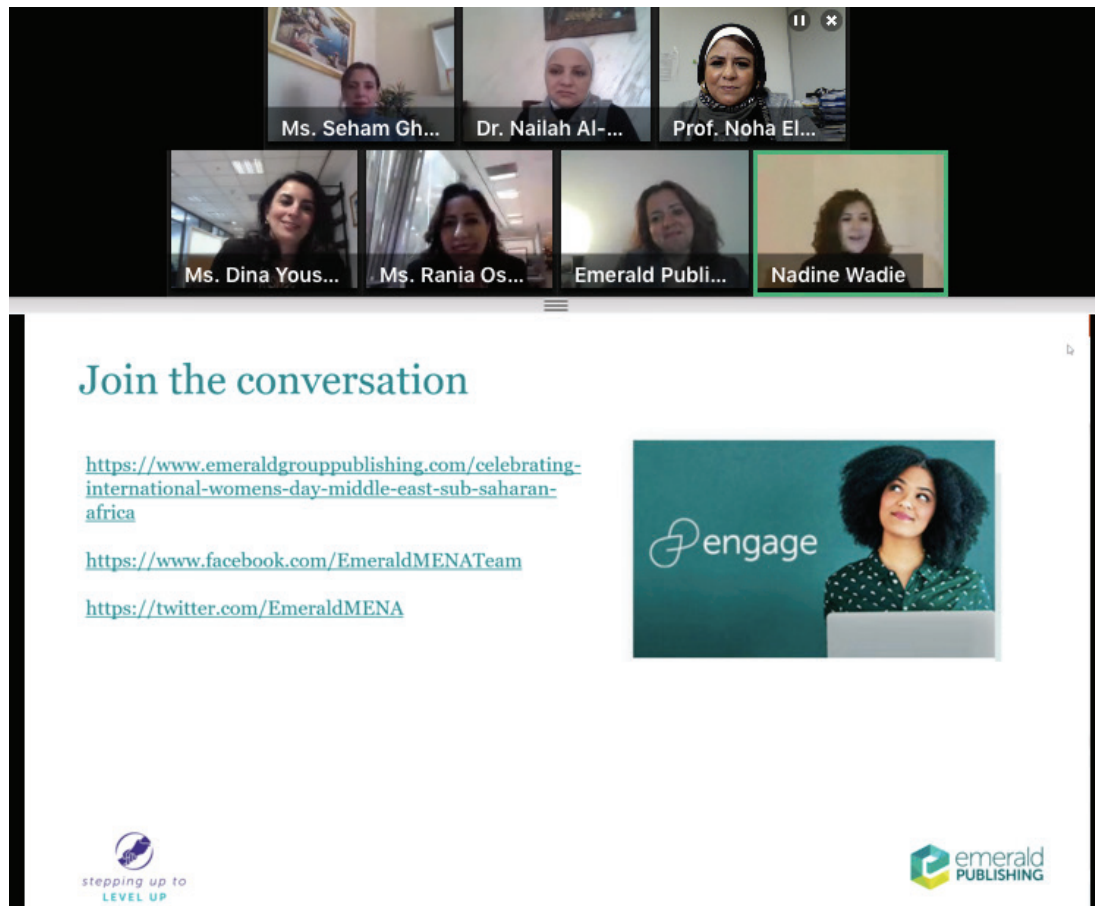 Ms. Seham Gh...
Dr. Nailah Al-...
Prof. Noha El...
Ms. Dina Yous...
Ms. Rania Os...
Emerald Publi...
Nadine Wadie
Join the conversation
https://www.emeraldgrouppublishing.com/celebrating-
international-womens-day-middle-east-sub-saharan-
africa
https://www.facebook.com/EmeraldMENATeam
https://twitter.com/EmeraldMENA
engage
stepping up to
LEVEL UP
emerald
PUBLISHING